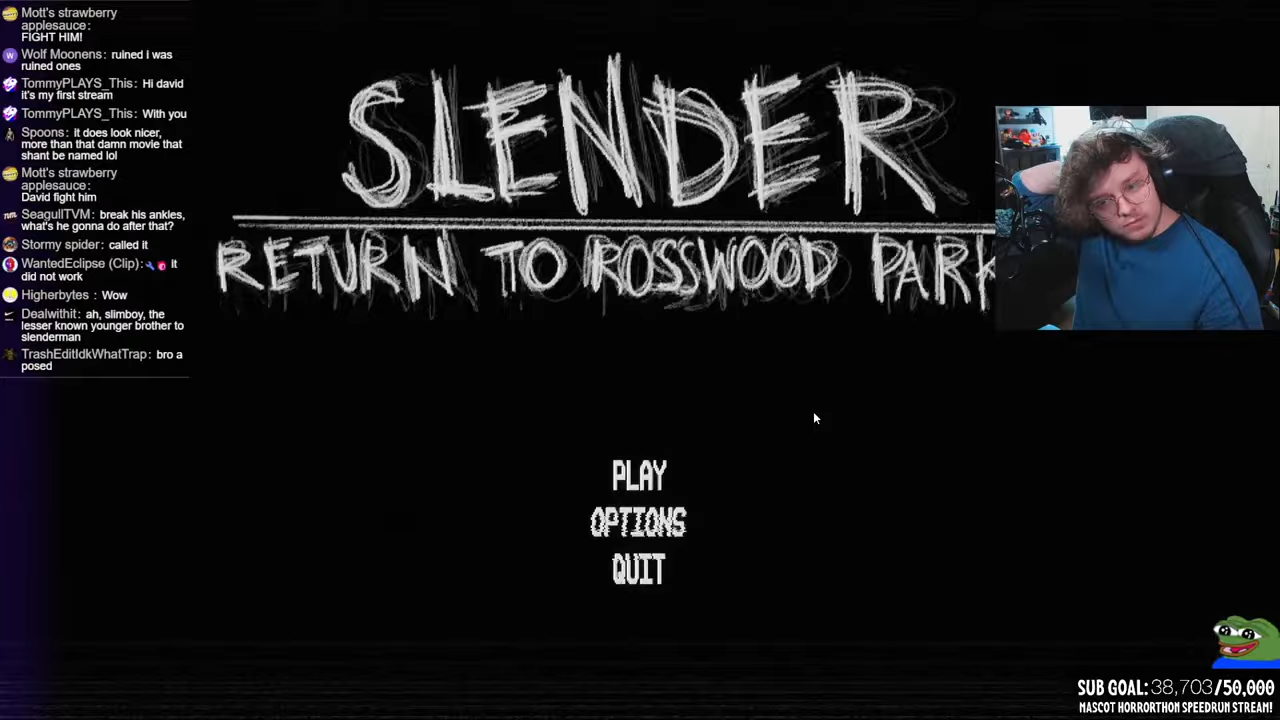 Mott's strawberry
applesauce:
FIGHT HIM!
Wolf Moonens: ruined i was
ruined ones
TommyPLAYS_This: Hi david
it's my first stream
TommyPLAYS_This: With you
Spoons: it does look nicer,
more than that damn movie that
shant be named lol
Mott's strawberry
applesauce:
David fight him
SeagullTVM: break his ankles,
what's he gonna do after that?
Stormy spider: called it
WantedEclipse (Clip): it
did not work
Higherbytes : Wow
Dealwithit: ah, slimboy, the
lesser known younger brother to
slenderman
TrashEditIdkWhatTrap: bro a
posed
SLENDER
RETURN TO ROSSWOOD PARK
PLAY
OPTIONS
QUIT
SUB GOAL: 38,703/50,000
MASCOT HORRORTHON SPEEDRUN STREAM!